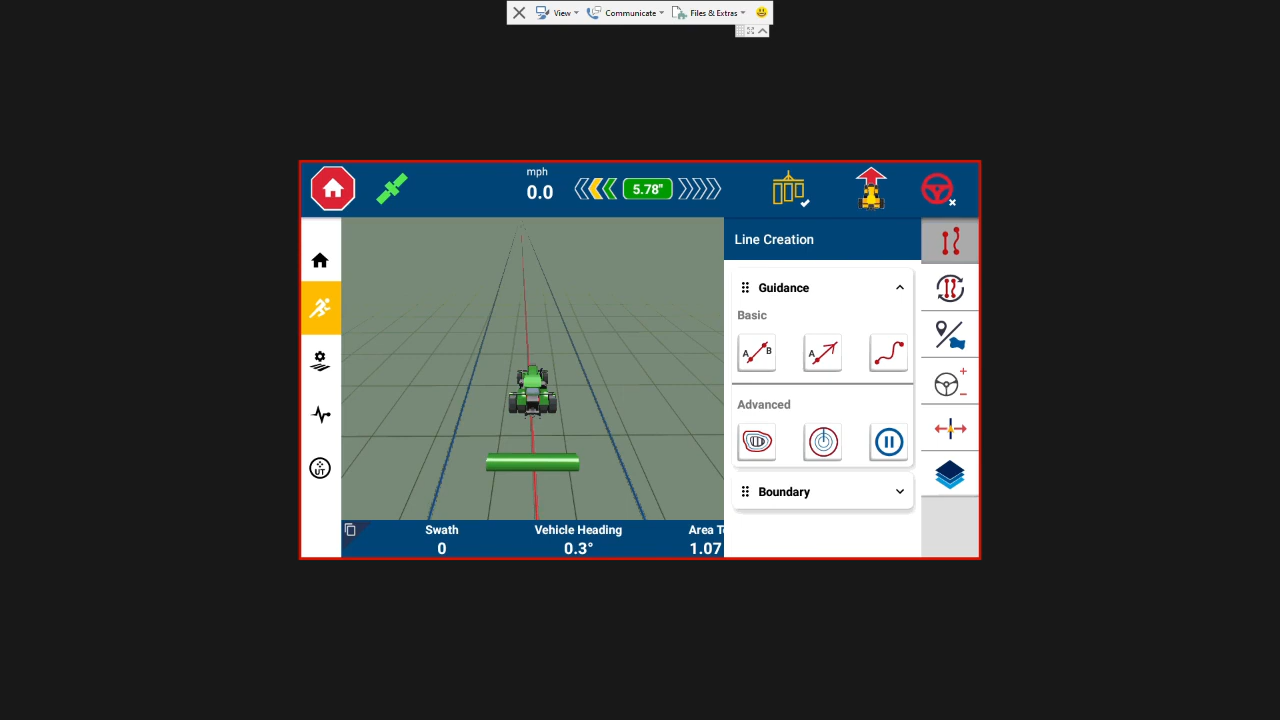 View
Communicate
Files & Extras
mph
0.0
5.78"
Line Creation
Guidance
Basic
A B
A
Advanced
Boundary
UT
Swath
Vehicle Heading
Area T
0
0.3°
1.07